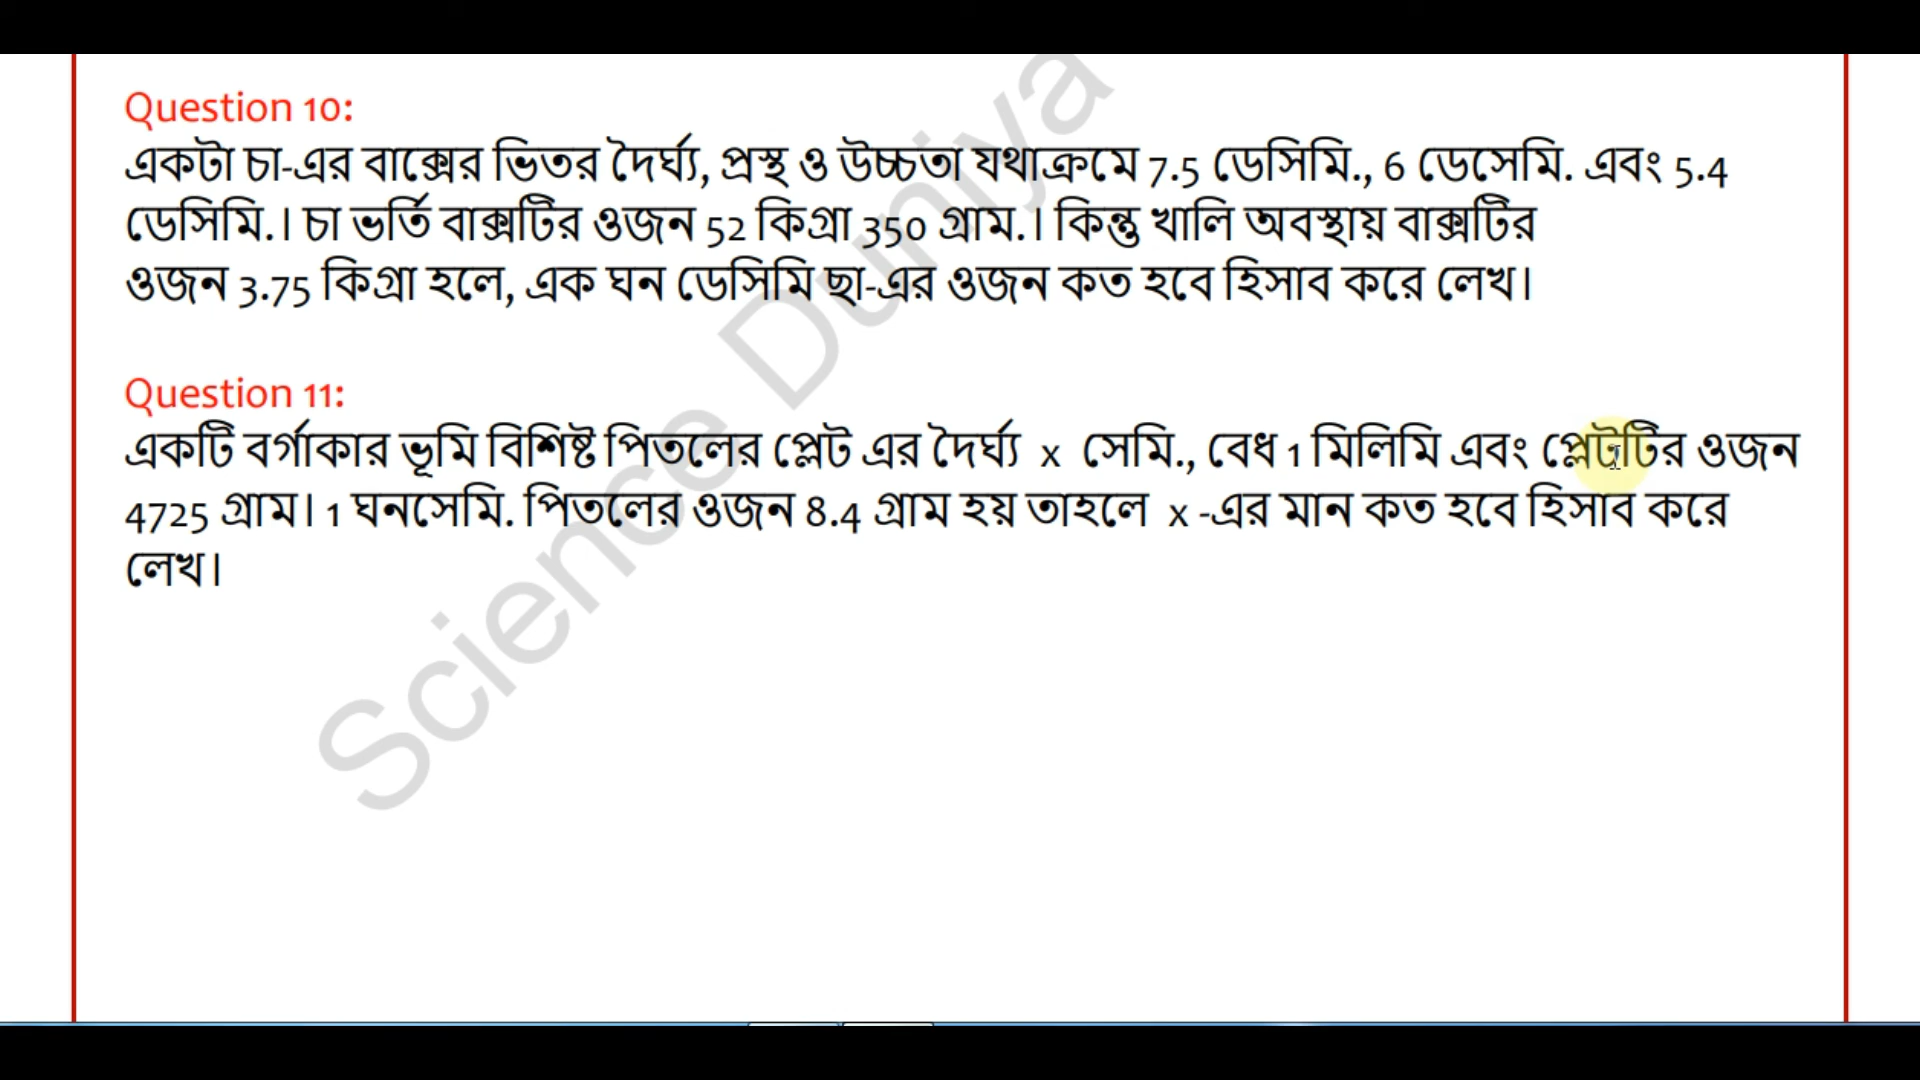 Question 10:
একটা চা-এর বাক্সের ভিতর দৈর্ঘ্য, প্রস্থ ও উচ্চতা যথাক্রমে 7.5 ডেসিমি., 6 ডেসেমি. এবং 5.4
ডেসিমি.। চা ভর্তি বাক্সটির ওজন 52 কিগ্রা 350 গ্রাম.। কিন্তু খালি অবস্থায় বাক্সটির
ওজন 3.75 কিগ্রা হলে, এক ঘন ডেসিমি ছা-এর ওজন কত হবে হিসাব করে লেখ।
Question 11:
একটি বর্গাকার ভূমি বিশিষ্ট পিতলের প্লেট এর দৈর্ঘ্য x সেমি., বেধ 1 মিলিমি এবং প্লেটটির ওজন
4725 গ্রাম। 1 ঘনসেমি. পিতলের ওজন 8.4 গ্রাম হয় তাহলে x -এর মান কত হবে হিসাব করে
লেখ।
Science Duniya